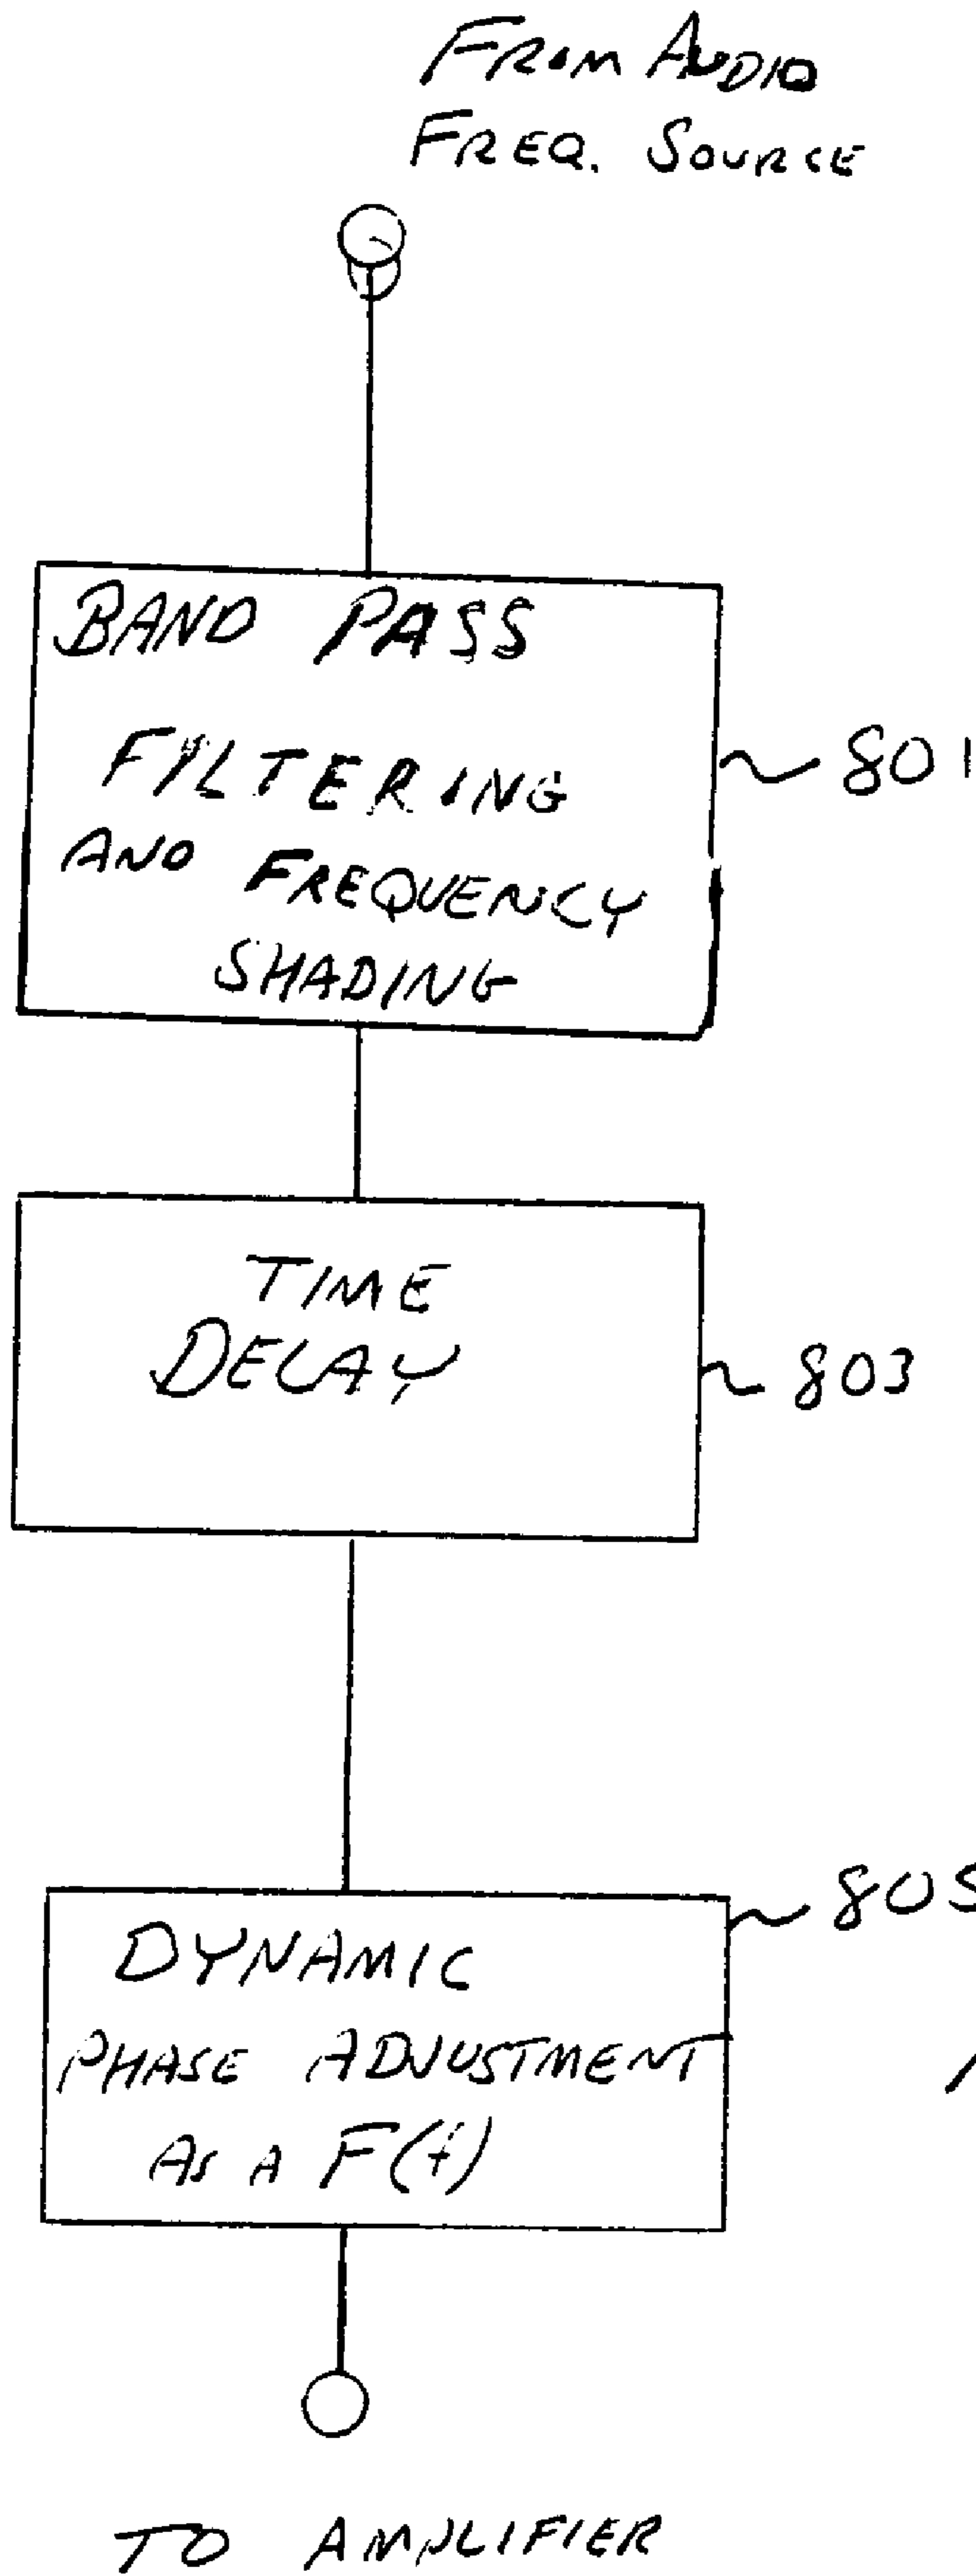 FROM AUDIO
FREQ. SOURCE
BAND PASS
FILTERING
801
AND FREQUENCY
SHADING
TIME
DELAY
803
805
DYNAMIC
PHASE ADJUSTMENT
AS A F(f)
TO AMPLIFIER